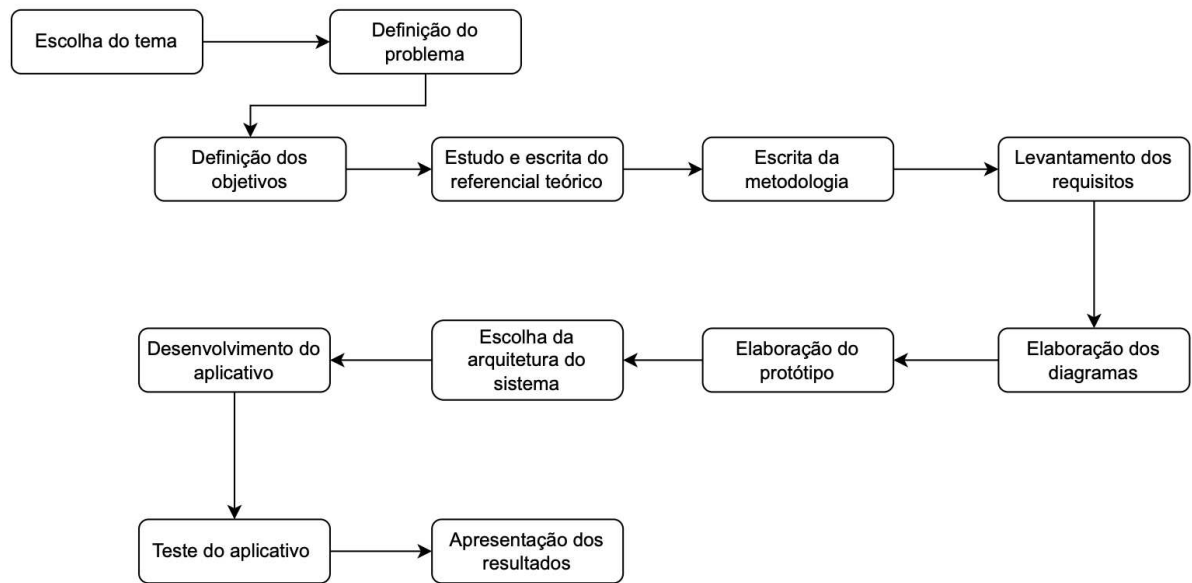 Escolha do tema
Definição do
problema
Definição dos
objetivos
Estudo e escrita do
referencial teórico
Escrita da
metodologia
Levantamento dos
requisitos
Elaboração dos
diagramas
Elaboração do
protótipo
Escolha da
arquitetura do
sistema
Desenvolvimento do
aplicativo
Teste do aplicativo
Apresentação dos
resultados